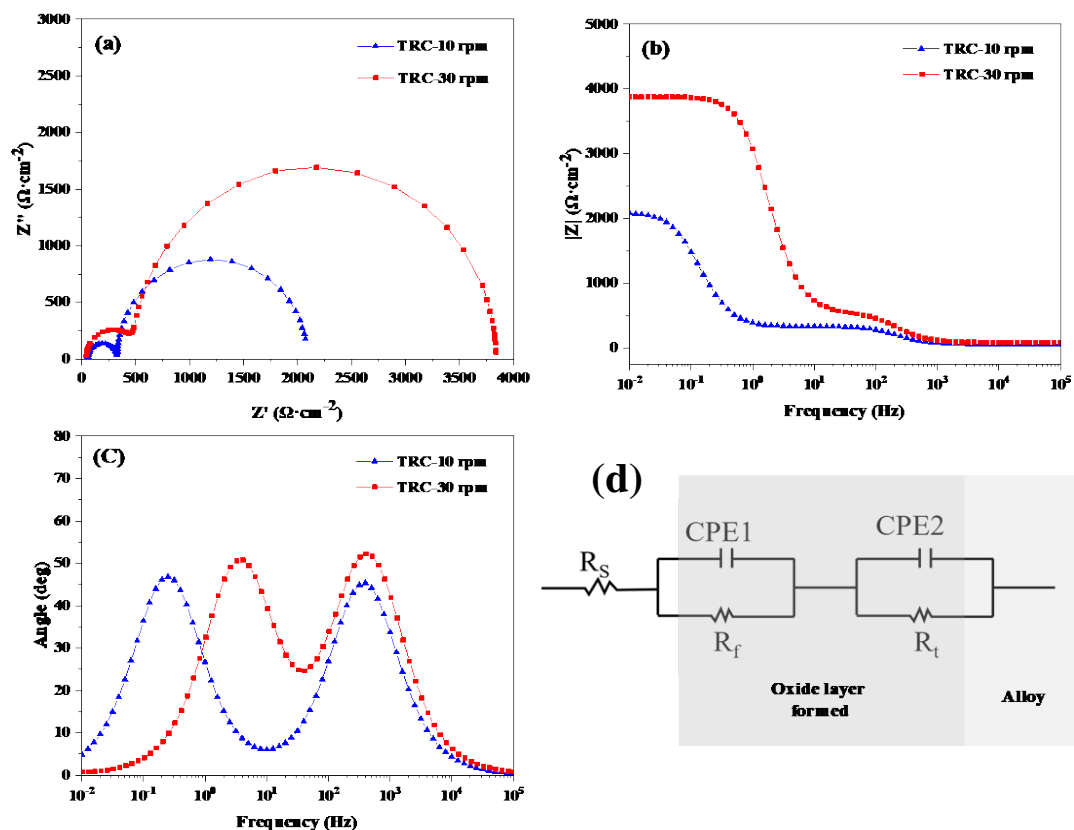 (a)
TRC-10 rpm
TRC-30 rpm
3000
2500
2000
1500
1000
500
0
Z'' (Ω·cm⁻²)
0 500 1000 1500 2000 2500 3000 3500 4000
Z' (Ω·cm⁻²)
(b)
TRC-10 rpm
TRC-30 rpm
5000
4000
3000
2000
1000
0
|Z| (Ω·cm⁻²)
10⁻² 10⁻¹ 10⁰ 10¹ 10² 10³ 10⁴ 10⁵
Frequency (Hz)
(C)
TRC-10 rpm
TRC-30 rpm
80
70
60
50
40
30
20
10
0
Angle (deg)
10⁻² 10⁻¹ 10⁰ 10¹ 10² 10³ 10⁴ 10⁵
Frequency (Hz)
(d)
CPE1
CPE2
R_S
R_f
R_t
Oxide layer
formed
Alloy